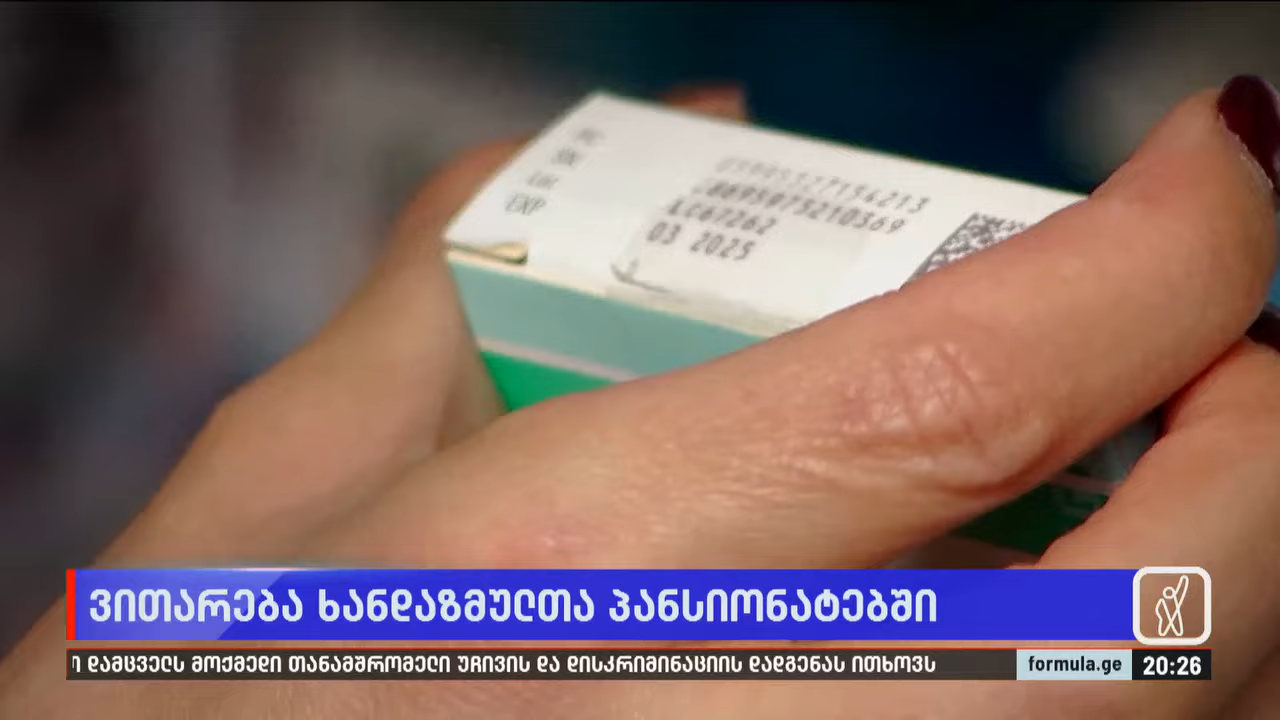 EXP
03 2025
ᲕᲘᲗᲐᲠᲔᲑᲐ ᲮᲐᲜᲓᲐᲖᲛᲣᲚᲗᲐ ᲞᲐᲜᲡᲘᲝᲜᲐᲢᲔᲑᲨᲘ
ᲓᲐᲛᲪᲕᲔᲚᲡ ᲛᲝᲥᲛᲔᲓᲘ ᲗᲐᲜᲐᲛᲨᲠᲝᲛᲔᲚᲘ ᲣᲩᲘᲕᲘᲡ ᲓᲐ ᲓᲘᲡᲙᲠᲘᲛᲘᲜᲐᲪᲘᲘᲡ ᲓᲐᲓᲒᲔᲜᲐᲡ ᲘᲗᲮᲝᲕᲡ
formula.ge
20:26